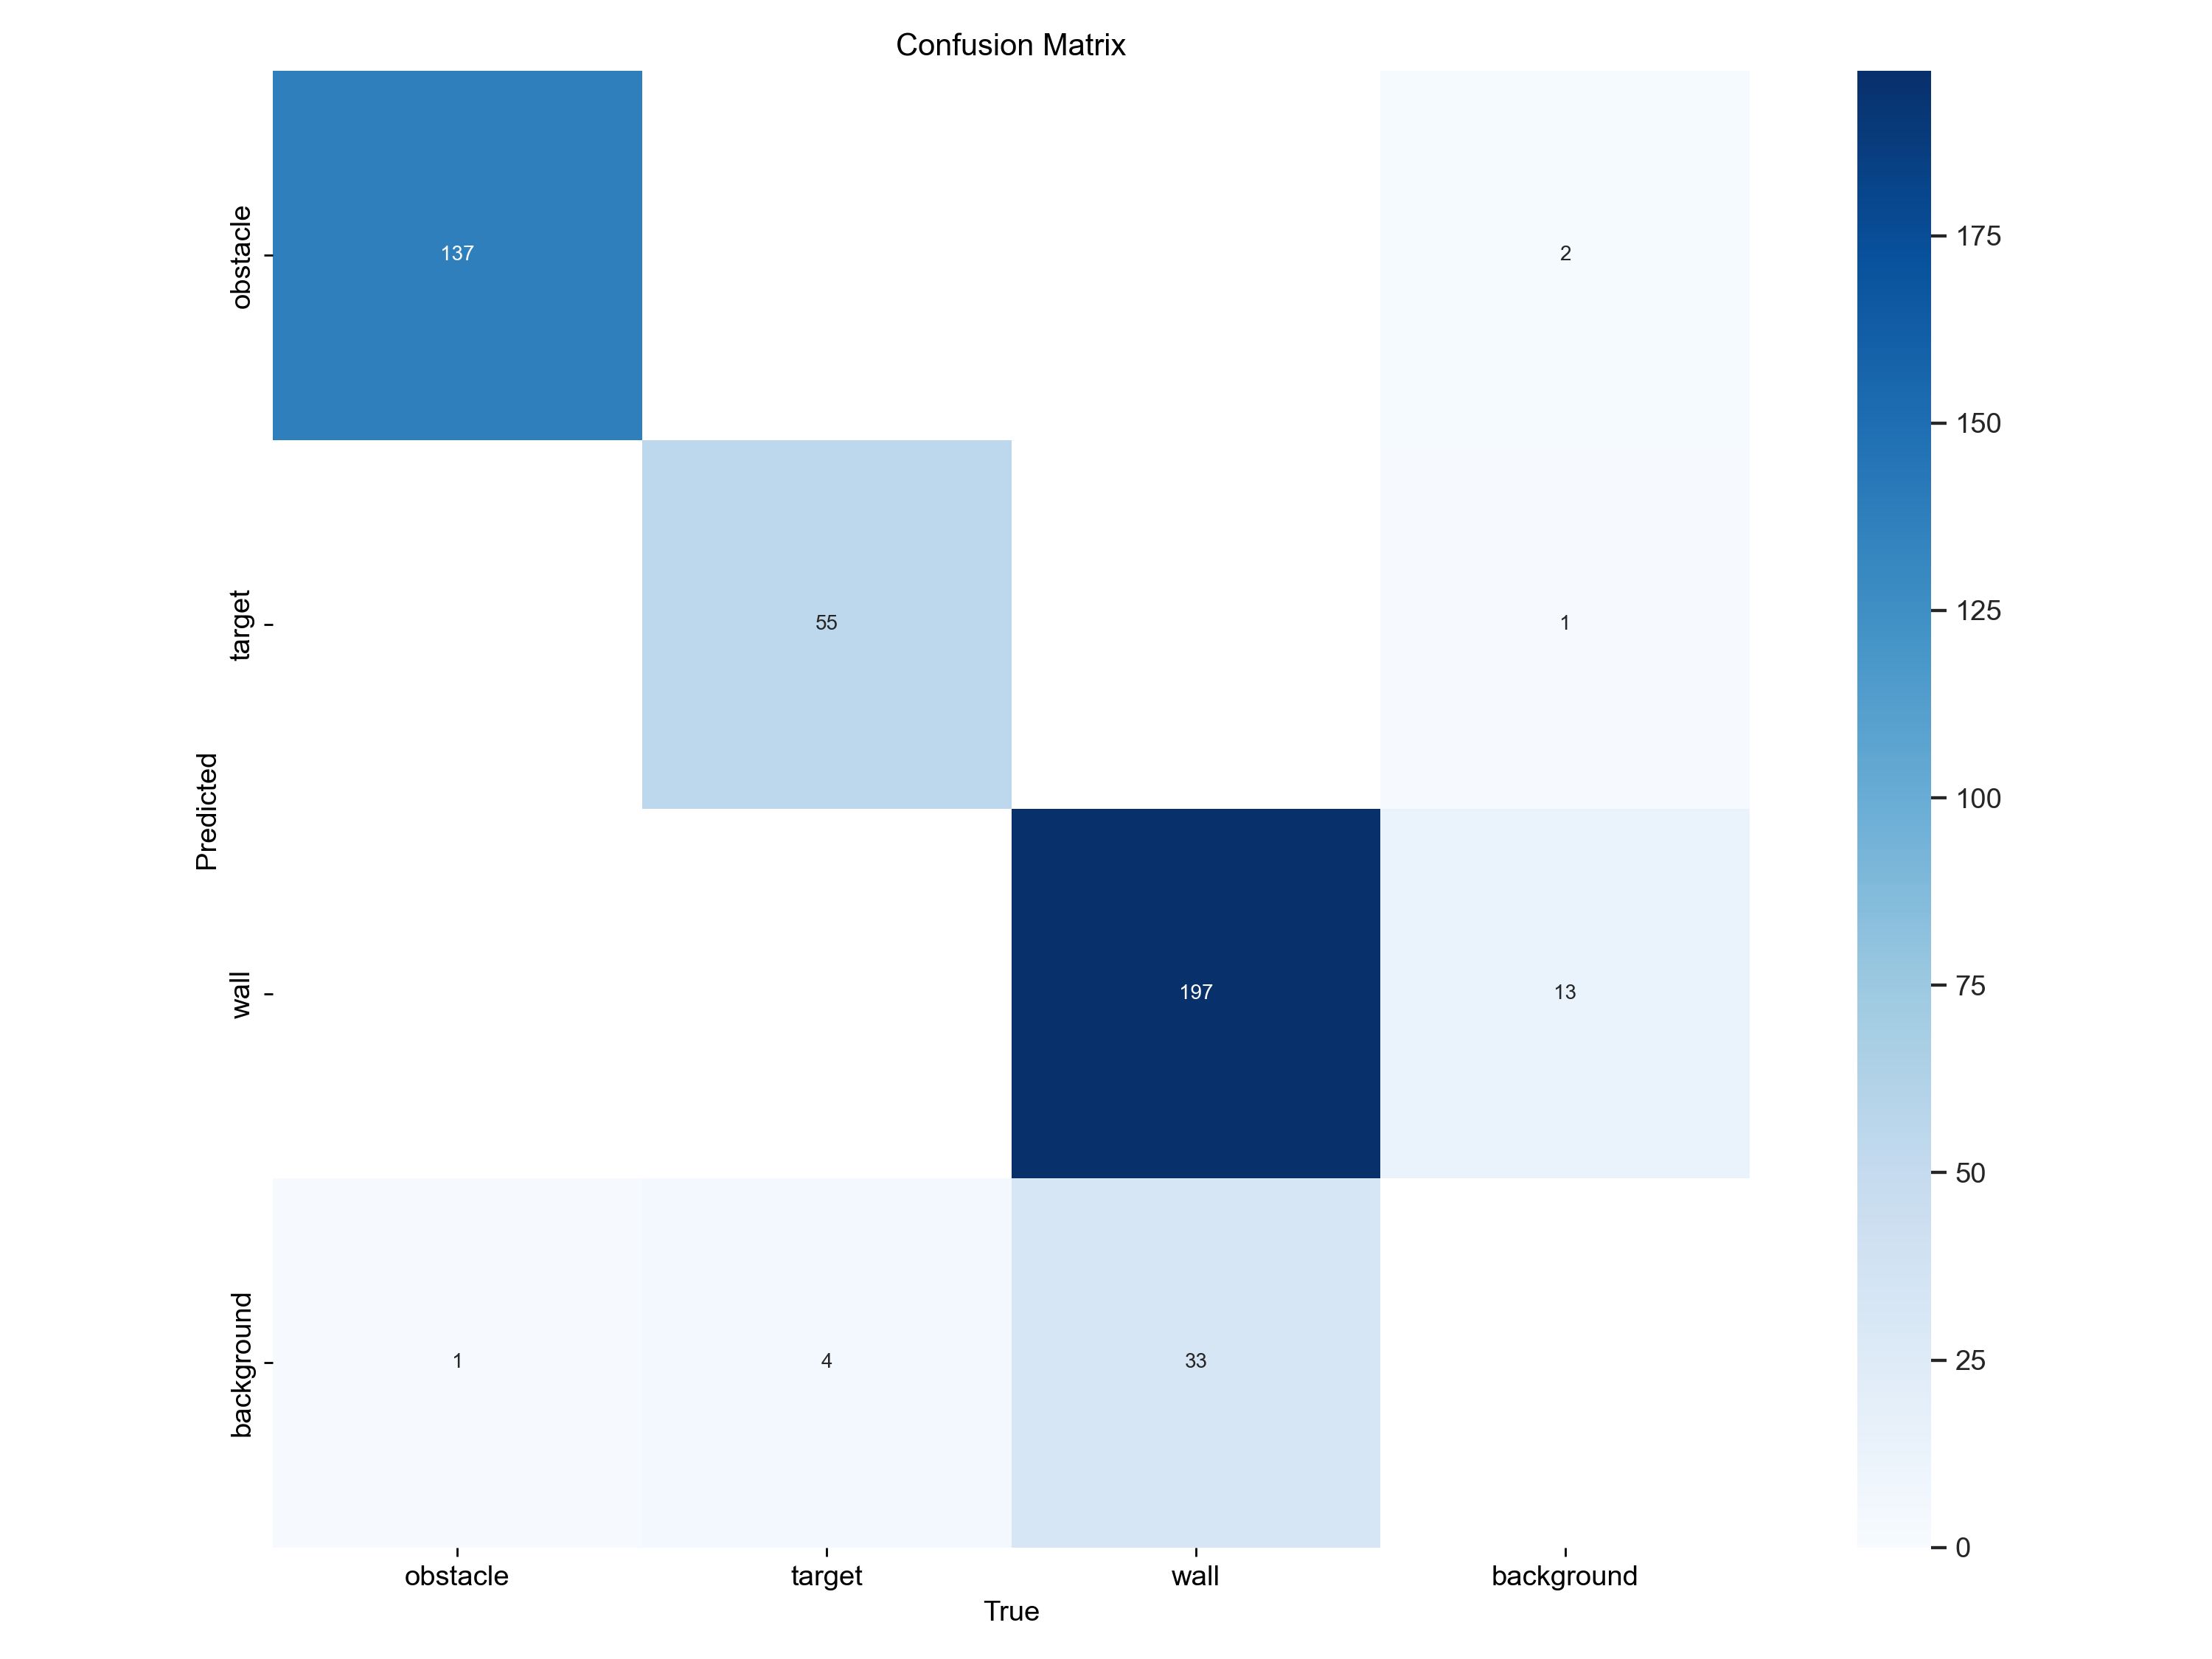 Confusion Matrix
obstacle
137
2
target
55
1
wall
197
13
background
1
4
33
Predicted
obstacle
target
wall
background
True
175
150
125
100
75
50
25
0